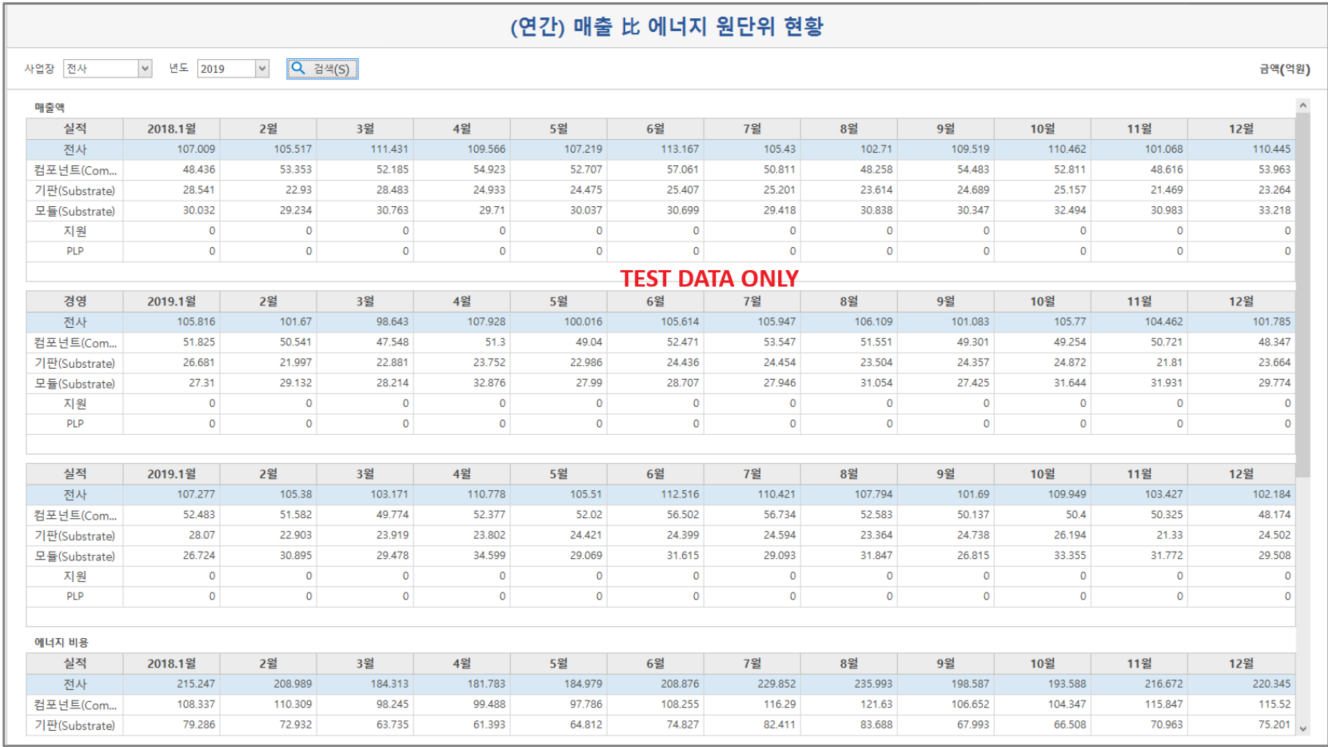 (연간) 매출 比 에너지 원단위 현황
사업장 전사 년도 2019 검색(S) 금액(억원)
매출액
실적 2018.1월 2월 3월 4월 5월 6월 7월 8월 9월 10월 11월 12월
전사 107.009 105.517 111.431 109.566 107.219 113.167 105.43 102.71 109.519 110.462 101.068 110.445
컴포넌트(Com... 48.436 53.353 52.185 54.923 52.707 57.061 50.811 48.258 54.483 52.811 48.616 53.963
기판(Substrate) 28.541 22.93 28.483 24.933 24.475 25.407 25.201 23.614 24.689 25.157 21.469 23.264
모듈(Substrate) 30.032 29.234 30.763 29.71 30.037 30.699 29.418 30.838 30.347 32.494 30.983 33.218
지원 0 0 0 0 0 0 0 0 0 0 0 0
PLP 0 0 0 0 0 0 0 0 0 0 0 0
TEST DATA ONLY
경영 2019.1월 2월 3월 4월 5월 6월 7월 8월 9월 10월 11월 12월
전사 105.816 101.67 98.643 107.928 100.016 105.614 105.947 106.109 101.083 105.77 104.462 101.785
컴포넌트(Com... 51.825 50.541 47.548 51.3 49.04 52.471 53.547 51.551 49.301 49.254 50.721 48.347
기판(Substrate) 26.681 21.997 22.881 23.752 22.986 24.436 24.454 23.504 24.357 24.872 21.81 23.664
모듈(Substrate) 27.31 29.132 28.214 32.876 27.99 28.707 27.946 31.054 27.425 31.644 31.931 29.774
지원 0 0 0 0 0 0 0 0 0 0 0 0
PLP 0 0 0 0 0 0 0 0 0 0 0 0
실적 2019.1월 2월 3월 4월 5월 6월 7월 8월 9월 10월 11월 12월
전사 107.277 105.38 103.171 110.778 105.51 112.516 110.421 107.794 101.69 109.949 103.427 102.184
컴포넌트(Com... 52.483 51.582 49.774 52.377 52.02 56.502 56.734 52.583 50.137 50.4 50.325 48.174
기판(Substrate) 28.07 22.903 23.919 23.802 24.421 24.399 24.594 23.364 24.738 26.194 21.33 24.502
모듈(Substrate) 26.724 30.895 29.478 34.599 29.069 31.615 29.093 31.847 26.815 33.355 31.772 29.508
지원 0 0 0 0 0 0 0 0 0 0 0 0
PLP 0 0 0 0 0 0 0 0 0 0 0 0
에너지 비용
실적 2018.1월 2월 3월 4월 5월 6월 7월 8월 9월 10월 11월 12월
전사 215.247 208.989 184.313 181.783 184.979 208.876 229.852 235.993 198.587 193.588 216.672 220.345
컴포넌트(Com... 108.337 110.309 98.245 99.488 97.786 108.255 116.29 121.63 106.652 104.347 115.847 115.52
기판(Substrate) 79.286 72.932 63.735 61.393 64.812 74.827 82.411 83.688 67.993 66.508 70.963 75.201